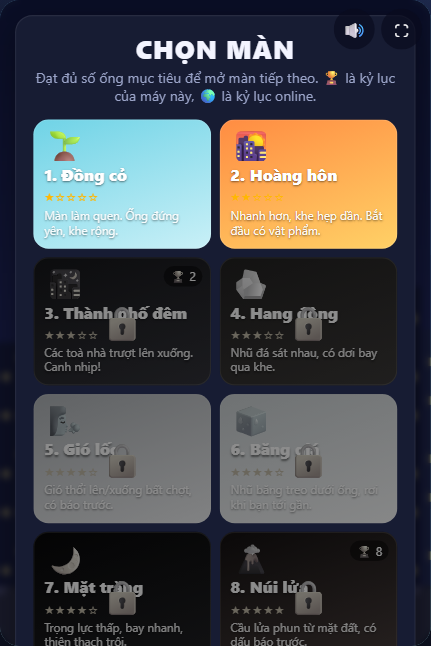 CHỌN MÀN
Đạt đủ số ống mục tiêu để mở màn tiếp theo. 🏆 là kỷ lục
của máy này, 🌍 là kỷ lục online.
1. Đồng cỏ
★☆☆☆☆
Màn làm quen. Ống đứng
yên, khe rộng.
2. Hoàng hôn
Nhanh hơn, khe hẹp dần. Bắt
đầu có vật phẩm.
🏆 2
3. Thành phố đêm
★★★☆☆
Các toà nhà trượt lên xuống.
Canh nhịp!
4. Hang động
★★★☆☆
Nhũ đá sát nhau, có dơi bay
qua khe.
5. Gió lốc
★★★★☆
Gió thổi lên/xuống bất chợt,
có báo trước.
6. Băng giá
★★★★☆
Nhũ băng treo dưới ống, rơi
khi bạn tới gần.
7. Mặt trăng
★★★★☆
Trọng lực thấp, bay nhanh,
thiên thạch trôi.
🏆 8
8. Núi lửa
★★★★★
Cầu lửa phun từ mặt đất, có
dấu báo trước.